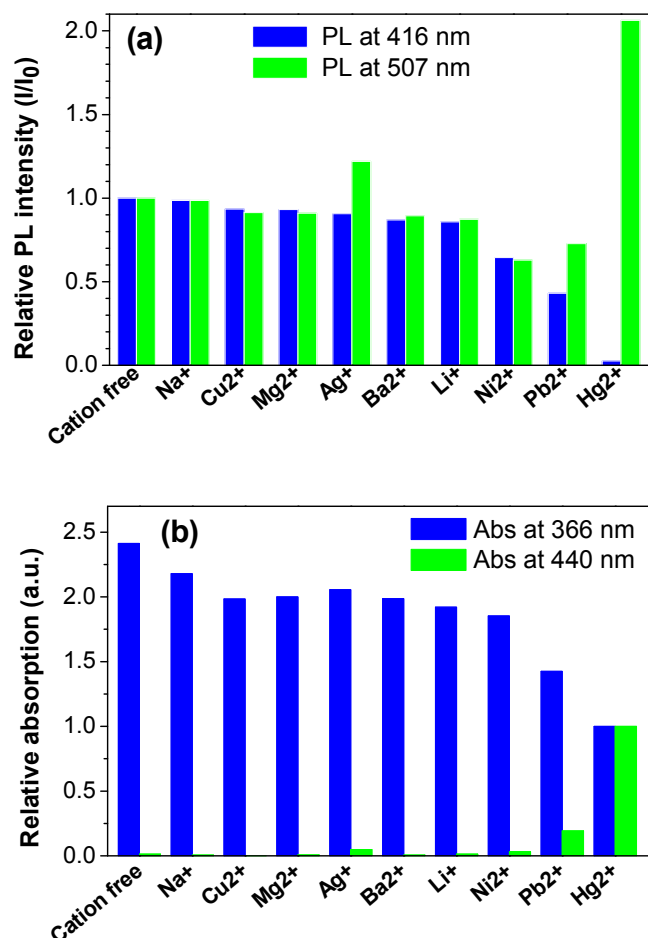 (a)
PL at 416 nm
PL at 507 nm
Relative PL intensity (I/I0)
2.0
1.5
1.0
0.5
0.0
Cation free
Na+
Cu2+
Mg2+
Ag+
Ba2+
Li+
Ni2+
Pb2+
Hg2+
(b)
Abs at 366 nm
Abs at 440 nm
Relative absorption (a.u.)
2.5
2.0
1.5
1.0
0.5
0.0
Cation free
Na+
Cu2+
Mg2+
Ag+
Ba2+
Li+
Ni2+
Pb2+
Hg2+